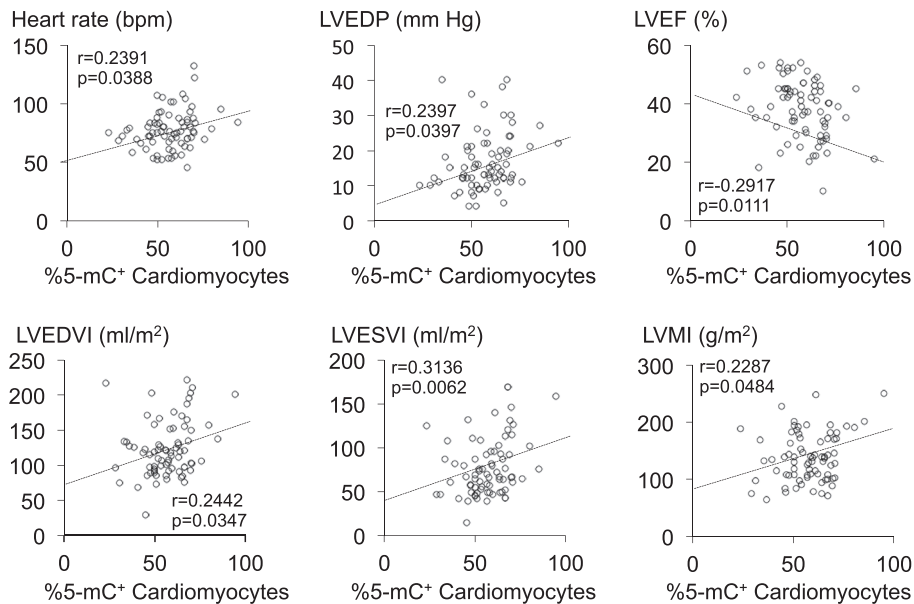 Heart rate (bpm)
150
100
50
0
r=0.2391
p=0.0388
0 50 100
%5-mC⁺ Cardiomyocytes
LVEDP (mm Hg)
50
40
30
20
10
0
r=0.2397
p=0.0397
0 50 100
%5-mC⁺ Cardiomyocytes
LVEF (%)
60
40
20
0
r=-0.2917
p=0.0111
0 50 100
%5-mC⁺ Cardiomyocytes
LVEDVI (ml/m²)
250
200
150
100
50
0
r=0.2442
p=0.0347
0 50 100
%5-mC⁺ Cardiomyocytes
LVESVI (ml/m²)
200
150
100
50
0
r=0.3136
p=0.0062
0 50 100
%5-mC⁺ Cardiomyocytes
LVMI (g/m²)
300
200
100
0
r=0.2287
p=0.0484
0 50 100
%5-mC⁺ Cardiomyocytes